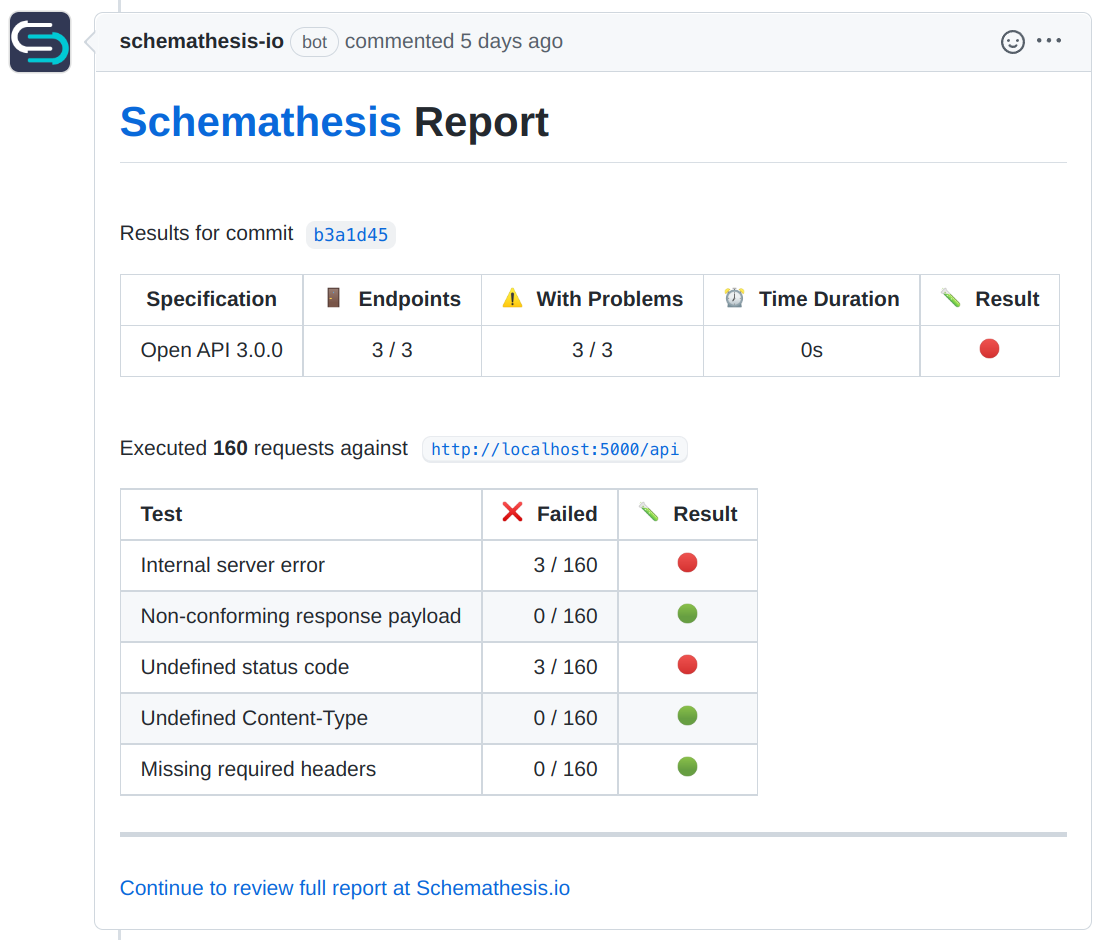 schemathesis-io bot commented 5 days ago
Schemathesis Report
Results for commit b3a1d45
Specification Endpoints With Problems Time Duration Result
Open API 3.0.0 3 / 3 3 / 3 0s
Executed 160 requests against http://localhost:5000/api
Test Failed Result
Internal server error 3 / 160
Non-conforming response payload 0 / 160
Undefined status code 3 / 160
Undefined Content-Type 0 / 160
Missing required headers 0 / 160
Continue to review full report at Schemathesis.io